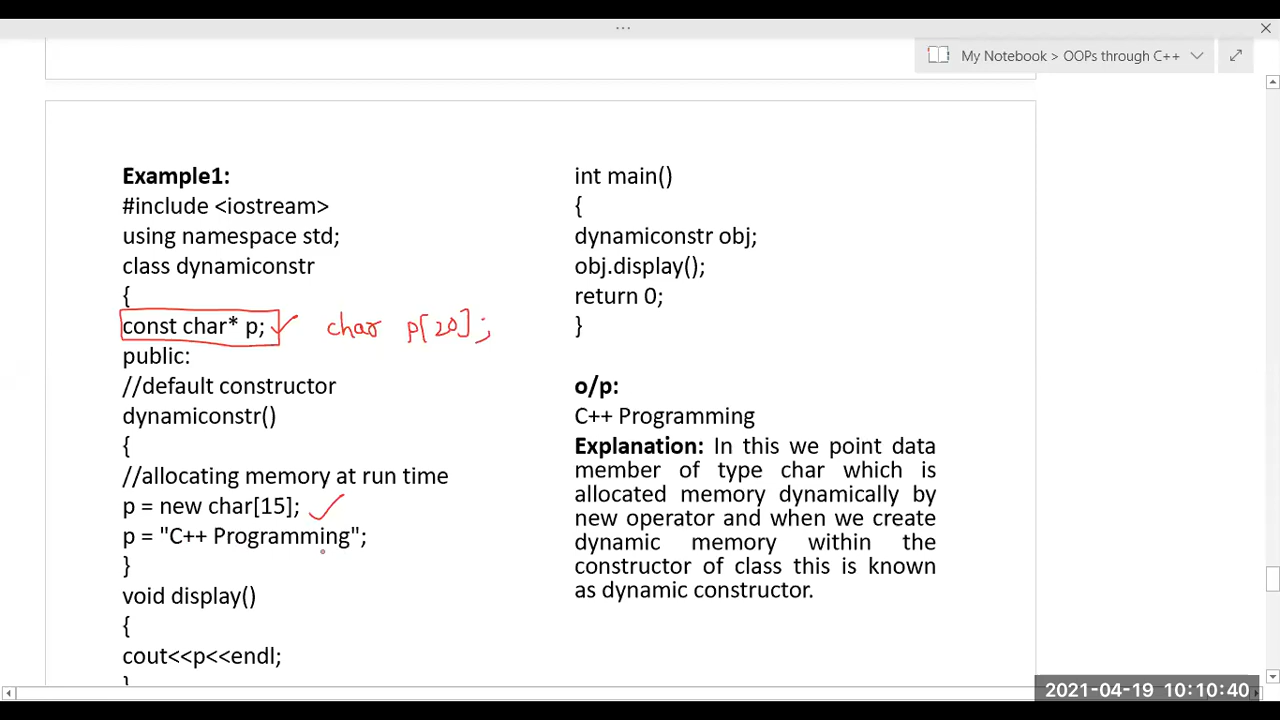 My Notebook > OOPs through C++
Example1:
#include <iostream>
using namespace std;
class dynamiconstr
{
const char* p; char p[20];
public:
//default constructor
dynamiconstr()
{
//allocating memory at run time
p = new char[15];
p = "C++ Programming";
}
void display()
{
cout<<p<<endl;
}
int main()
{
dynamiconstr obj;
obj.display();
return 0;
}
o/p:
C++ Programming
Explanation: In this we point data
member of type char which is
allocated memory dynamically by
new operator and when we create
dynamic memory within the
constructor of class this is known
as dynamic constructor.
2021-04-19 10:10:40